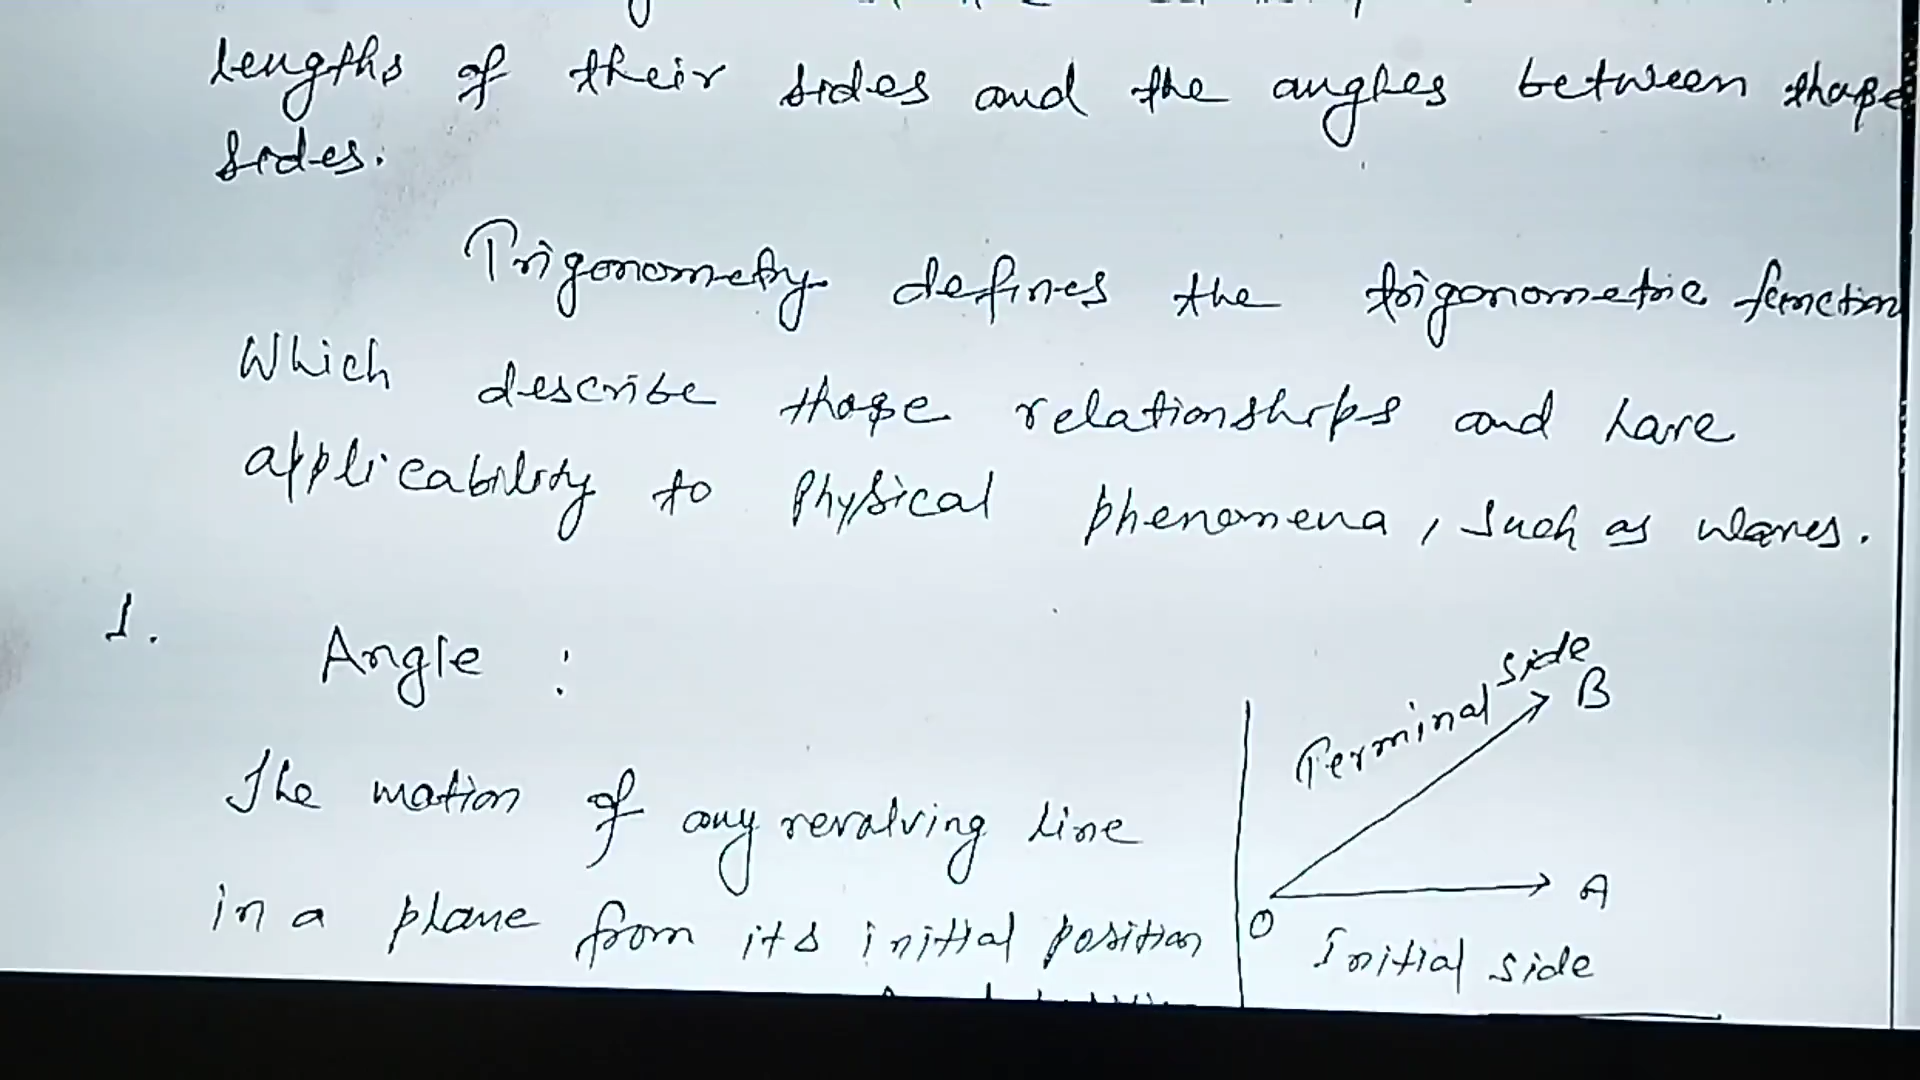 lengths of their sides and the angles between those
sides.
Trigonometry defines the trigonometric function
Which describe those relationships and have
applicability to Physical phenomena, such as waves.
1.
Angle :
The motion of any revolving line
in a plane from its initial position
Terminal side
B
A
O
Initial side